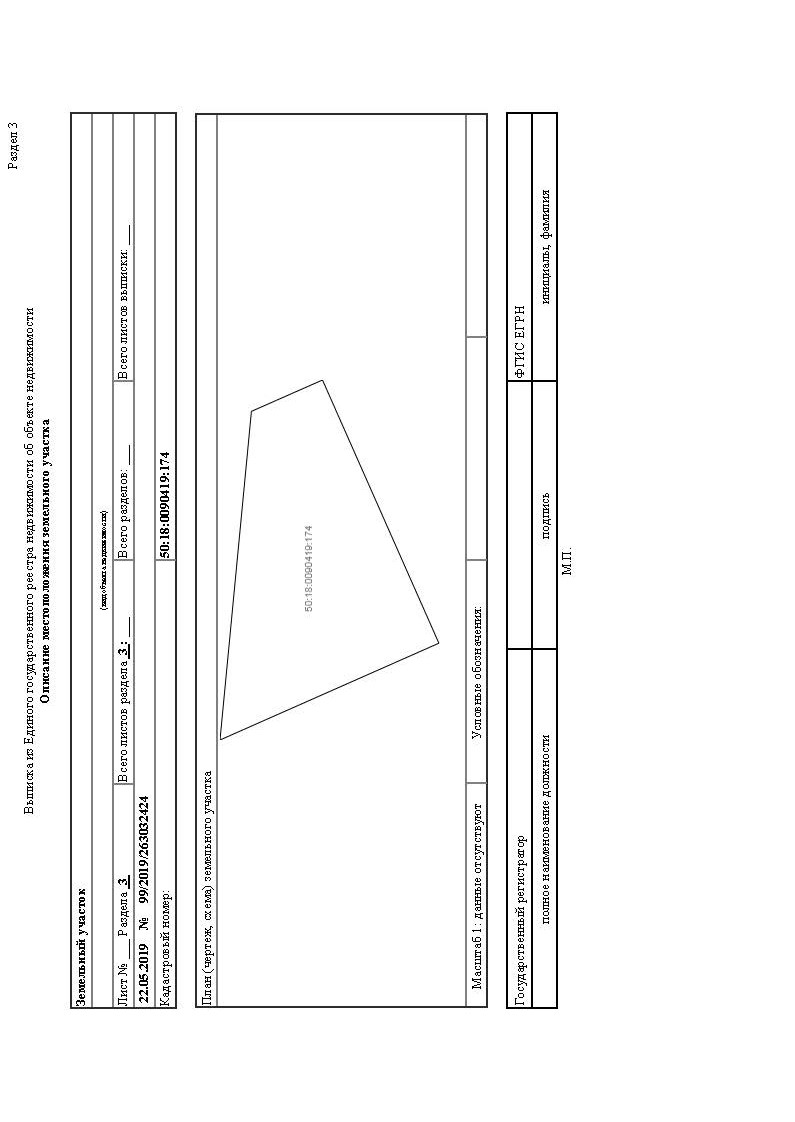 Раздел 3
Выписка из Единого государственного реестра недвижимости об объекте недвижимости
Описание местоположения земельного участка
Земельный участок
(вид объекта недвижимости)
Лист № ___ Раздела 3
Всего листов раздела 3 : ___
Всего разделов: ___
Всего листов выписки: ___
22.05.2019 № 99/2019/263032424
Кадастровый номер:
50:18:0090419:174
План (чертеж, схема) земельного участка
50:18:0090419:174
Масштаб 1: данные отсутствуют
Условные обозначения:
Государственный регистратор
ФГИС ЕГРН
полное наименование должности
подпись
инициалы, фамилия
М.П.